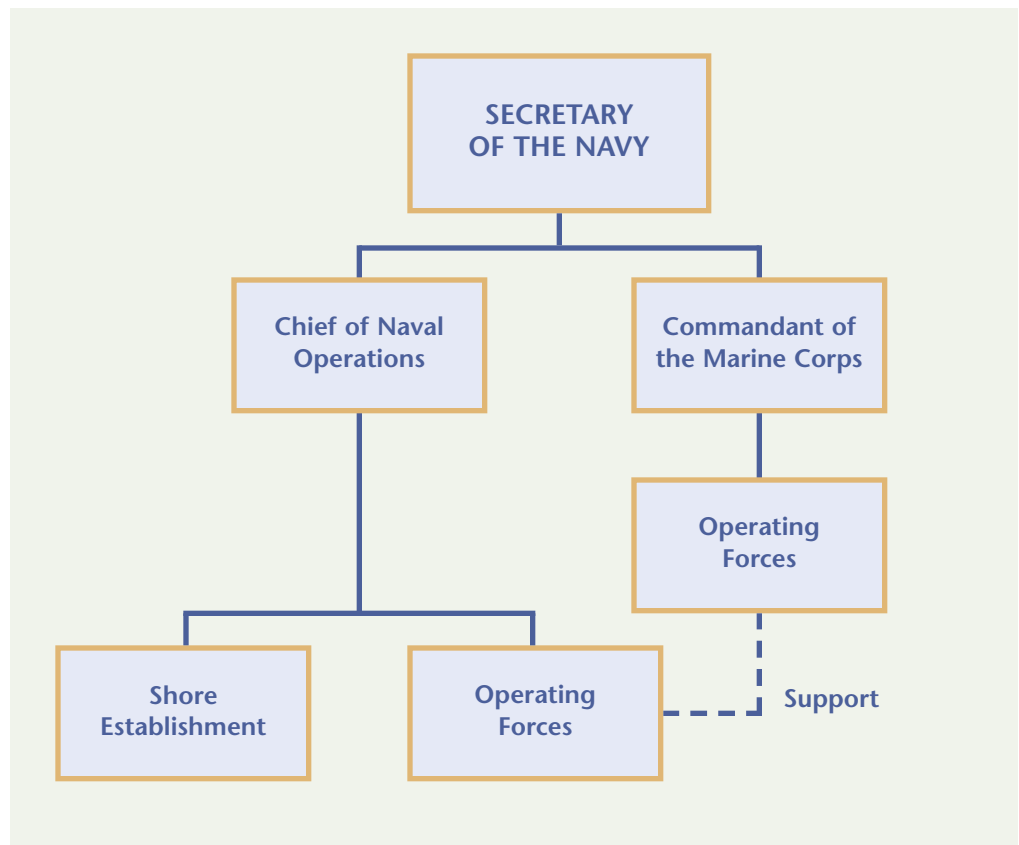 SECRETARY
OF THE NAVY
Chief of Naval
Operations
Commandant of
the Marine Corps
Operating
Forces
Shore
Establishment
Operating
Forces
Support